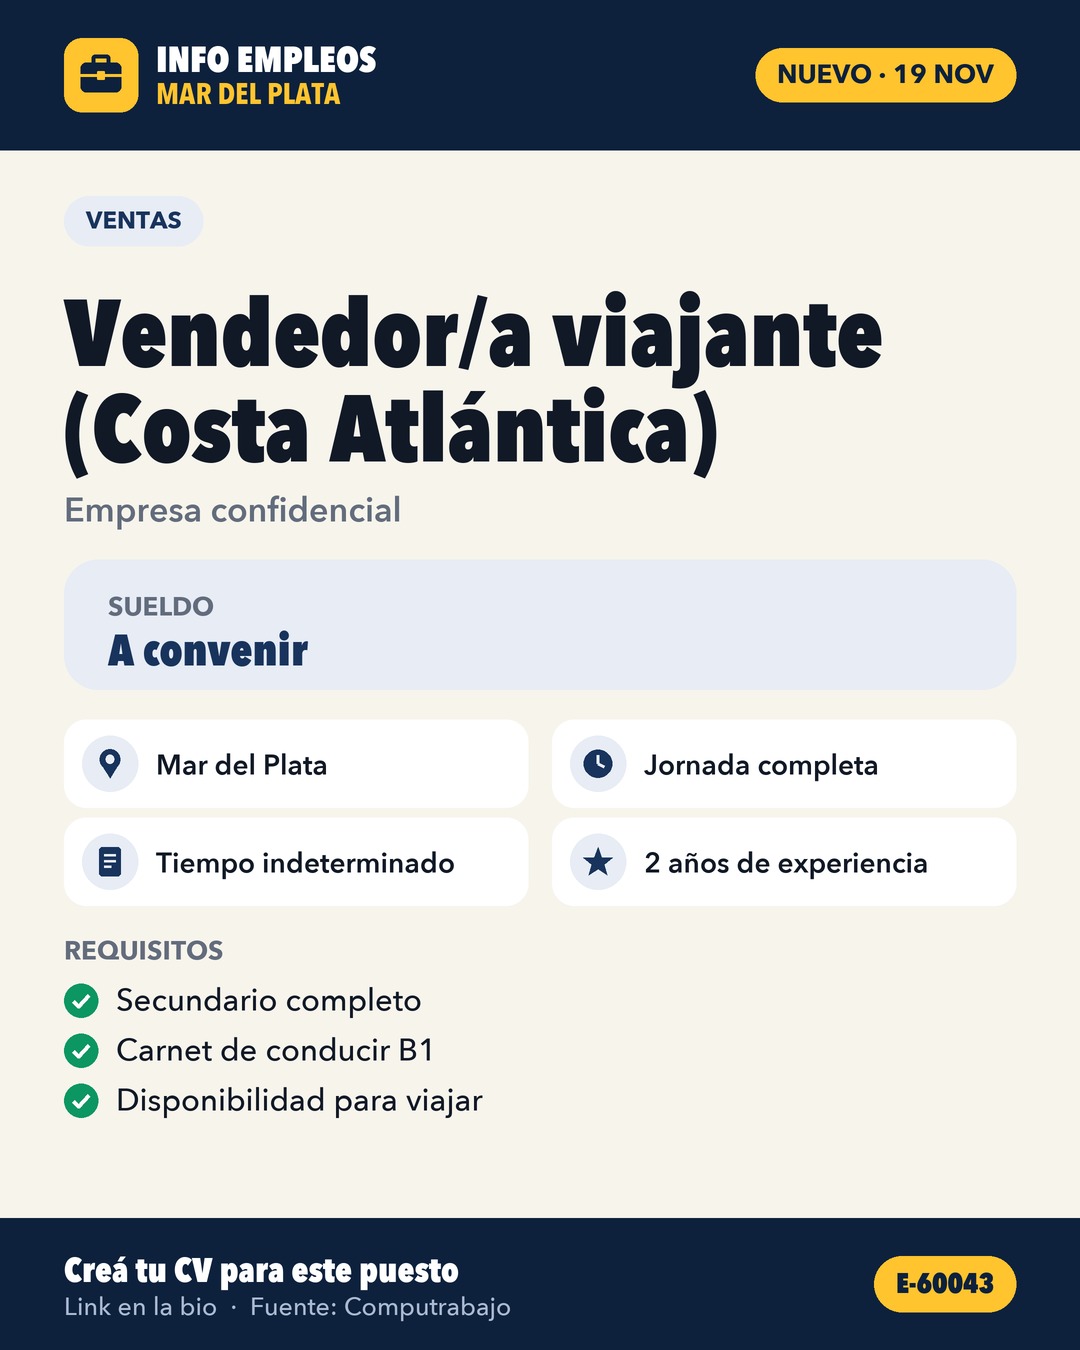 INFO EMPLEOS
MAR DEL PLATA
NUEVO · 19 NOV
VENTAS
Vendedor/a viajante
(Costa Atlántica)
Empresa confidencial
SUELDO
A convenir
Mar del Plata
Jornada completa
Tiempo indeterminado
2 años de experiencia
REQUISITOS
Secundario completo
Carnet de conducir B1
Disponibilidad para viajar
Creá tu CV para este puesto
Link en la bio · Fuente: Computrabajo
E-60043